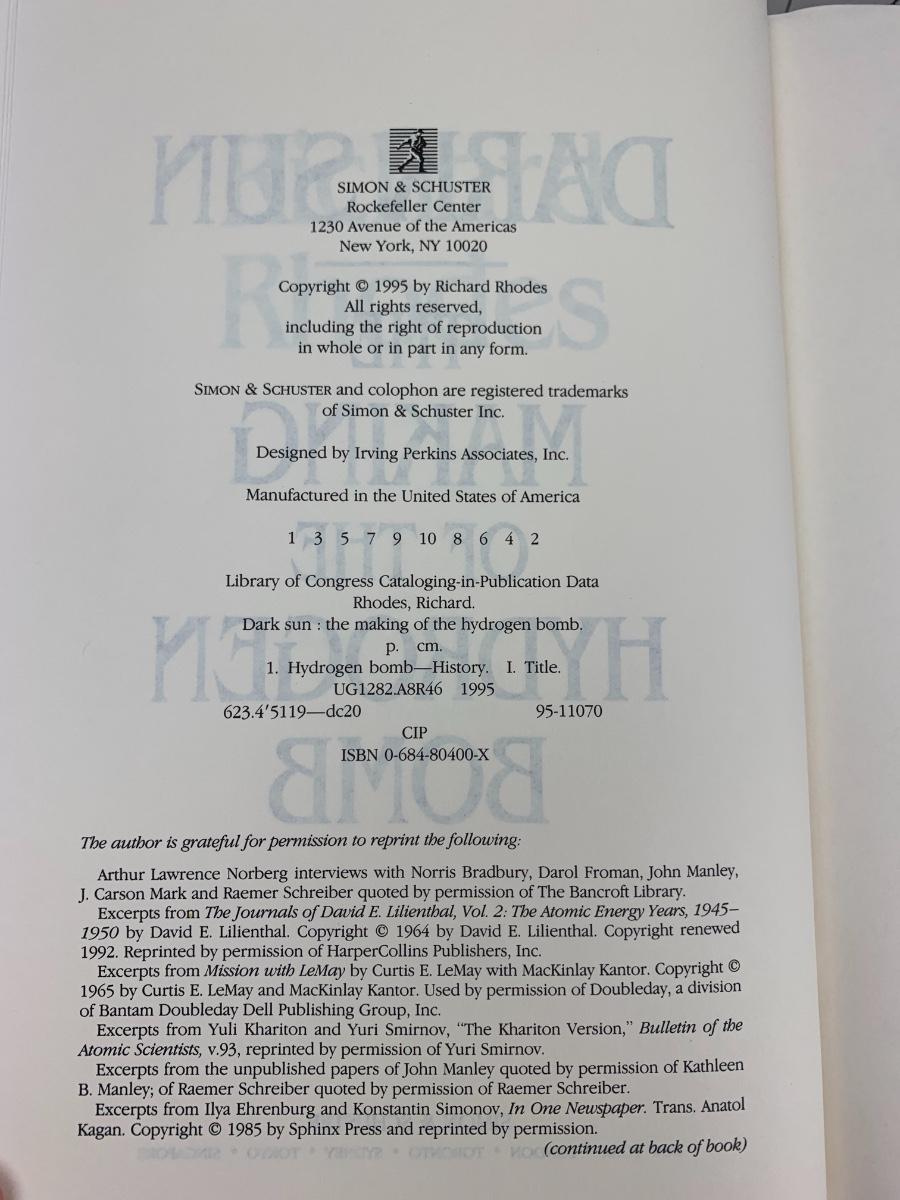 SIMON & SCHUSTER
Rockefeller Center
1230 Avenue of the Americas
New York, NY 10020
Copyright © 1995 by Richard Rhodes
All rights reserved,
including the right of reproduction
in whole or in part in any form.
SIMON & SCHUSTER and colophon are registered trademarks
of Simon & Schuster Inc.
Designed by Irving Perkins Associates, Inc.
Manufactured in the United States of America
1 3 5 7 9 10 8 6 4 2
Library of Congress Cataloging-in-Publication Data
Rhodes, Richard.
Dark sun : the making of the hydrogen bomb.
p. cm.
1. Hydrogen bomb—History. I. Title.
UG1282.A8R46 1995
623.4′5119—dc20 95-11070
CIP
ISBN 0-684-80400-X
The author is grateful for permission to reprint the following:
Arthur Lawrence Norberg interviews with Norris Bradbury, Darol Froman, John Manley,
J. Carson Mark and Raemer Schreiber quoted by permission of The Bancroft Library.
Excerpts from The Journals of David E. Lilienthal, Vol. 2: The Atomic Energy Years, 1945–
1950 by David E. Lilienthal. Copyright © 1964 by David E. Lilienthal. Copyright renewed
1992. Reprinted by permission of HarperCollins Publishers, Inc.
Excerpts from Mission with LeMay by Curtis E. LeMay with MacKinlay Kantor. Copyright ©
1965 by Curtis E. LeMay and MacKinlay Kantor. Used by permission of Doubleday, a division
of Bantam Doubleday Dell Publishing Group, Inc.
Excerpts from Yuli Khariton and Yuri Smirnov, “The Khariton Version,” Bulletin of the
Atomic Scientists, v.93, reprinted by permission of Yuri Smirnov.
Excerpts from the unpublished papers of John Manley quoted by permission of Kathleen
B. Manley; of Raemer Schreiber quoted by permission of Raemer Schreiber.
Excerpts from Ilya Ehrenburg and Konstantin Simonov, In One Newspaper. Trans. Anatol
Kagan. Copyright © 1985 by Sphinx Press and reprinted by permission.
(continued at back of book)